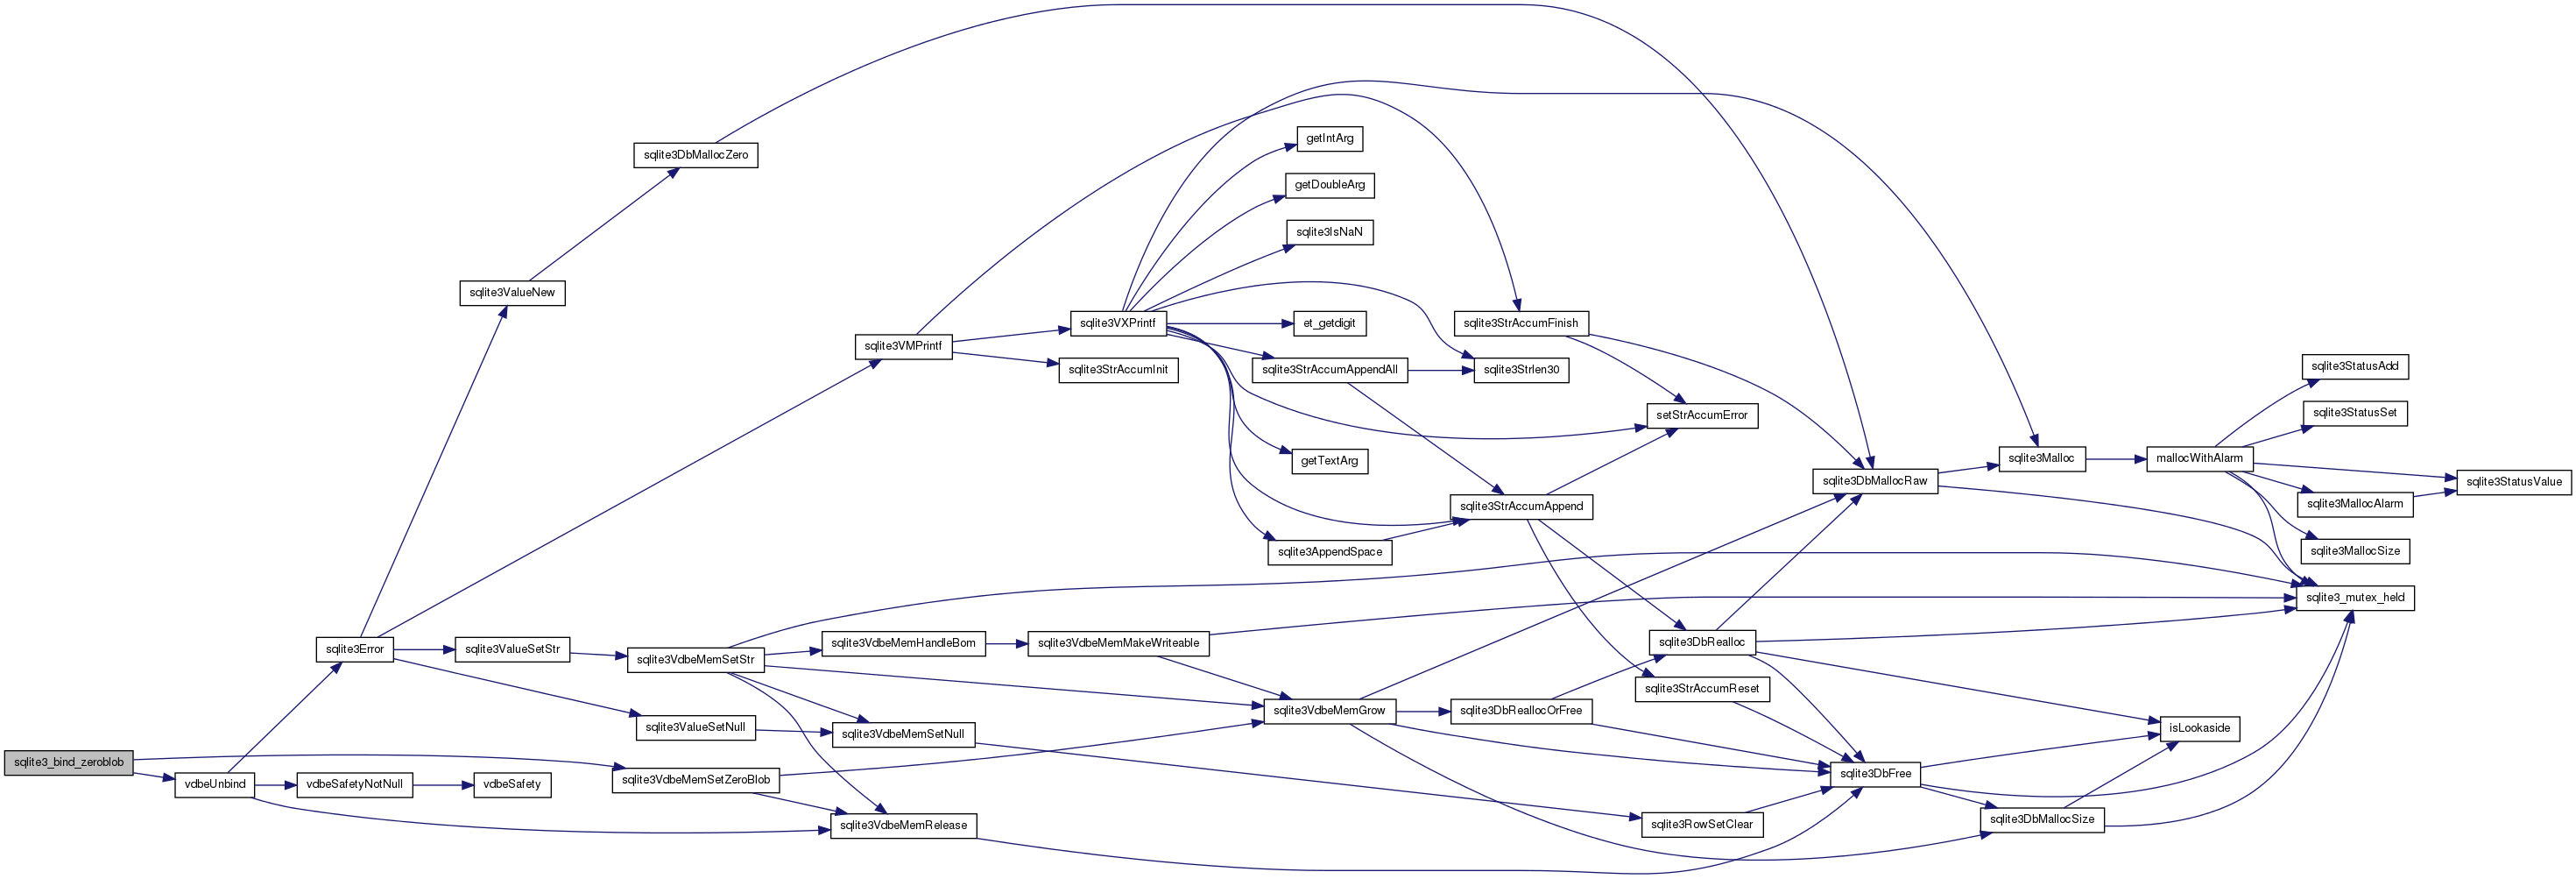 sqlite3_bind_zeroblob
vdbeUnbind
sqlite3Error
vdbeSafetyNotNull
sqlite3ValueNew
sqlite3ValueSetStr
vdbeSafety
sqlite3DbMallocZero
sqlite3VdbeMemSetStr
sqlite3ValueSetNull
sqlite3VdbeMemSetZeroBlob
sqlite3VMPrintf
sqlite3VdbeMemHandleBom
sqlite3VdbeMemSetNull
sqlite3VdbeMemRelease
sqlite3VXPrintf
sqlite3StrAccumInit
sqlite3VdbeMemMakeWriteable
getIntArg
getDoubleArg
sqlite3IsNaN
et_getdigit
sqlite3StrAccumAppendAll
getTextArg
sqlite3AppendSpace
sqlite3VdbeMemGrow
sqlite3StrAccumFinish
sqlite3Strlen30
sqlite3StrAccumAppend
sqlite3DbReallocOrFree
setStrAccumError
sqlite3DbRealloc
sqlite3StrAccumReset
sqlite3RowSetClear
sqlite3DbMallocRaw
sqlite3DbFree
sqlite3Malloc
sqlite3DbMallocSize
mallocWithAlarm
isLookaside
sqlite3StatusAdd
sqlite3StatusSet
sqlite3MallocAlarm
sqlite3MallocSize
sqlite3_mutex_held
sqlite3StatusValue